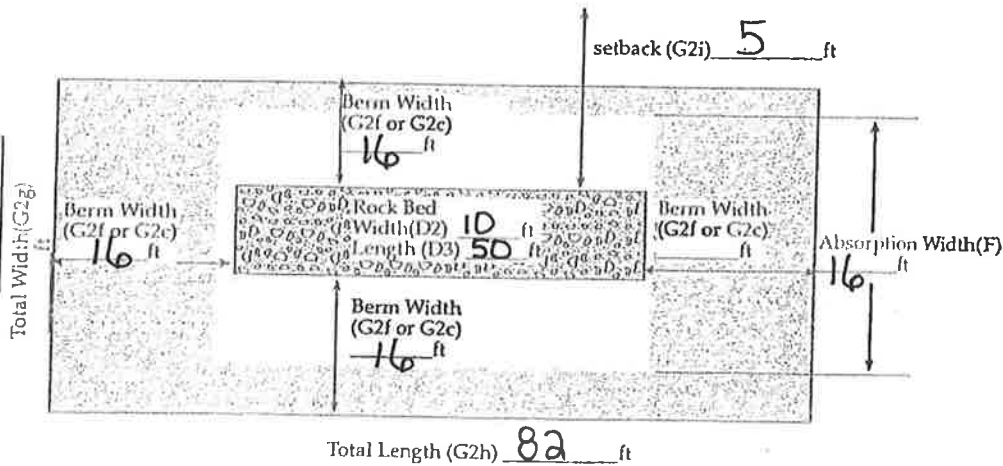 setback (G2i) 5 ft
Berm Width
(G2f or G2c)
16 ft
Total Width(G2g)
ft
Berm Width
(G2f or G2c)
16 ft
Rock Bed
Width(D2) 10 ft
Length (D3) 50 ft
Berm Width
(G2f or G2c)
ft
Absorption Width(F)
16 ft
Berm Width
(G2f or G2c)
16 ft
Total Length (G2h) 82 ft